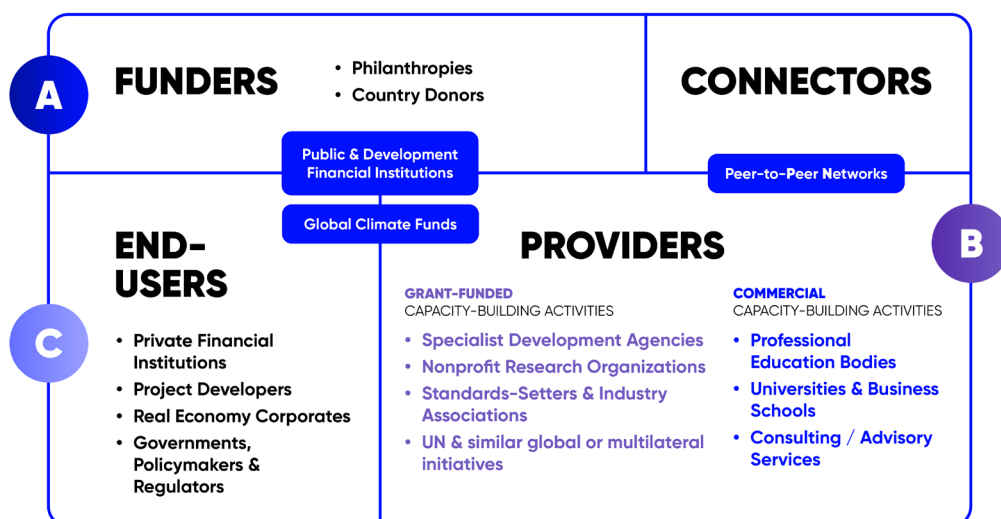 A
FUNDERS
• Philanthropies
• Country Donors
CONNECTORS
Public & Development
Financial Institutions
Peer-to-Peer Networks
Global Climate Funds
B
C
END-
USERS
• Private Financial
Institutions
• Project Developers
• Real Economy Corporates
• Governments,
Policymakers &
Regulators
PROVIDERS
GRANT-FUNDED
CAPACITY-BUILDING ACTIVITIES
• Specialist Development Agencies
• Nonprofit Research Organizations
• Standards-Setters & Industry
Associations
• UN & similar global or multilateral
initiatives
COMMERCIAL
CAPACITY-BUILDING ACTIVITIES
• Professional
Education Bodies
• Universities & Business
Schools
• Consulting / Advisory
Services